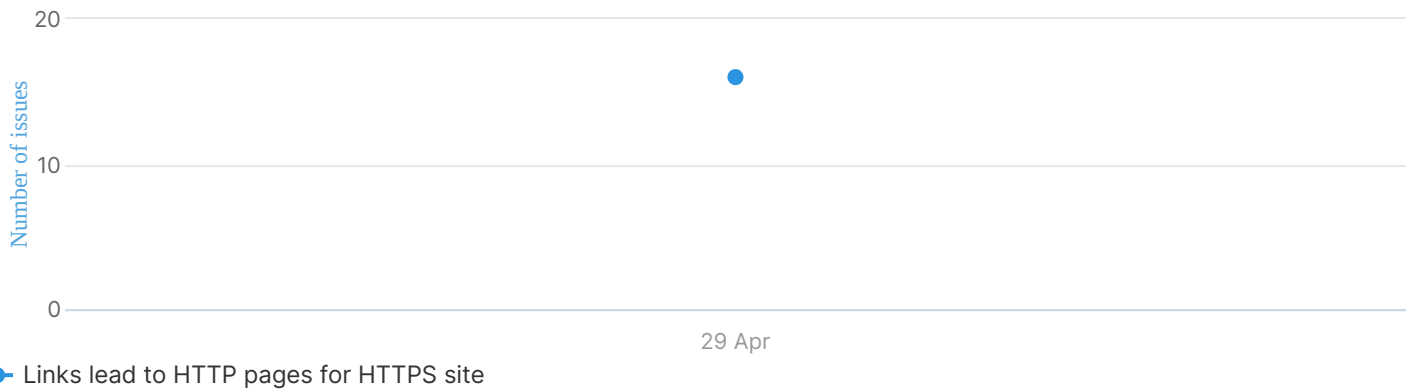 20
Number of issues
10
0
29 Apr
Links lead to HTTP pages for HTTPS site